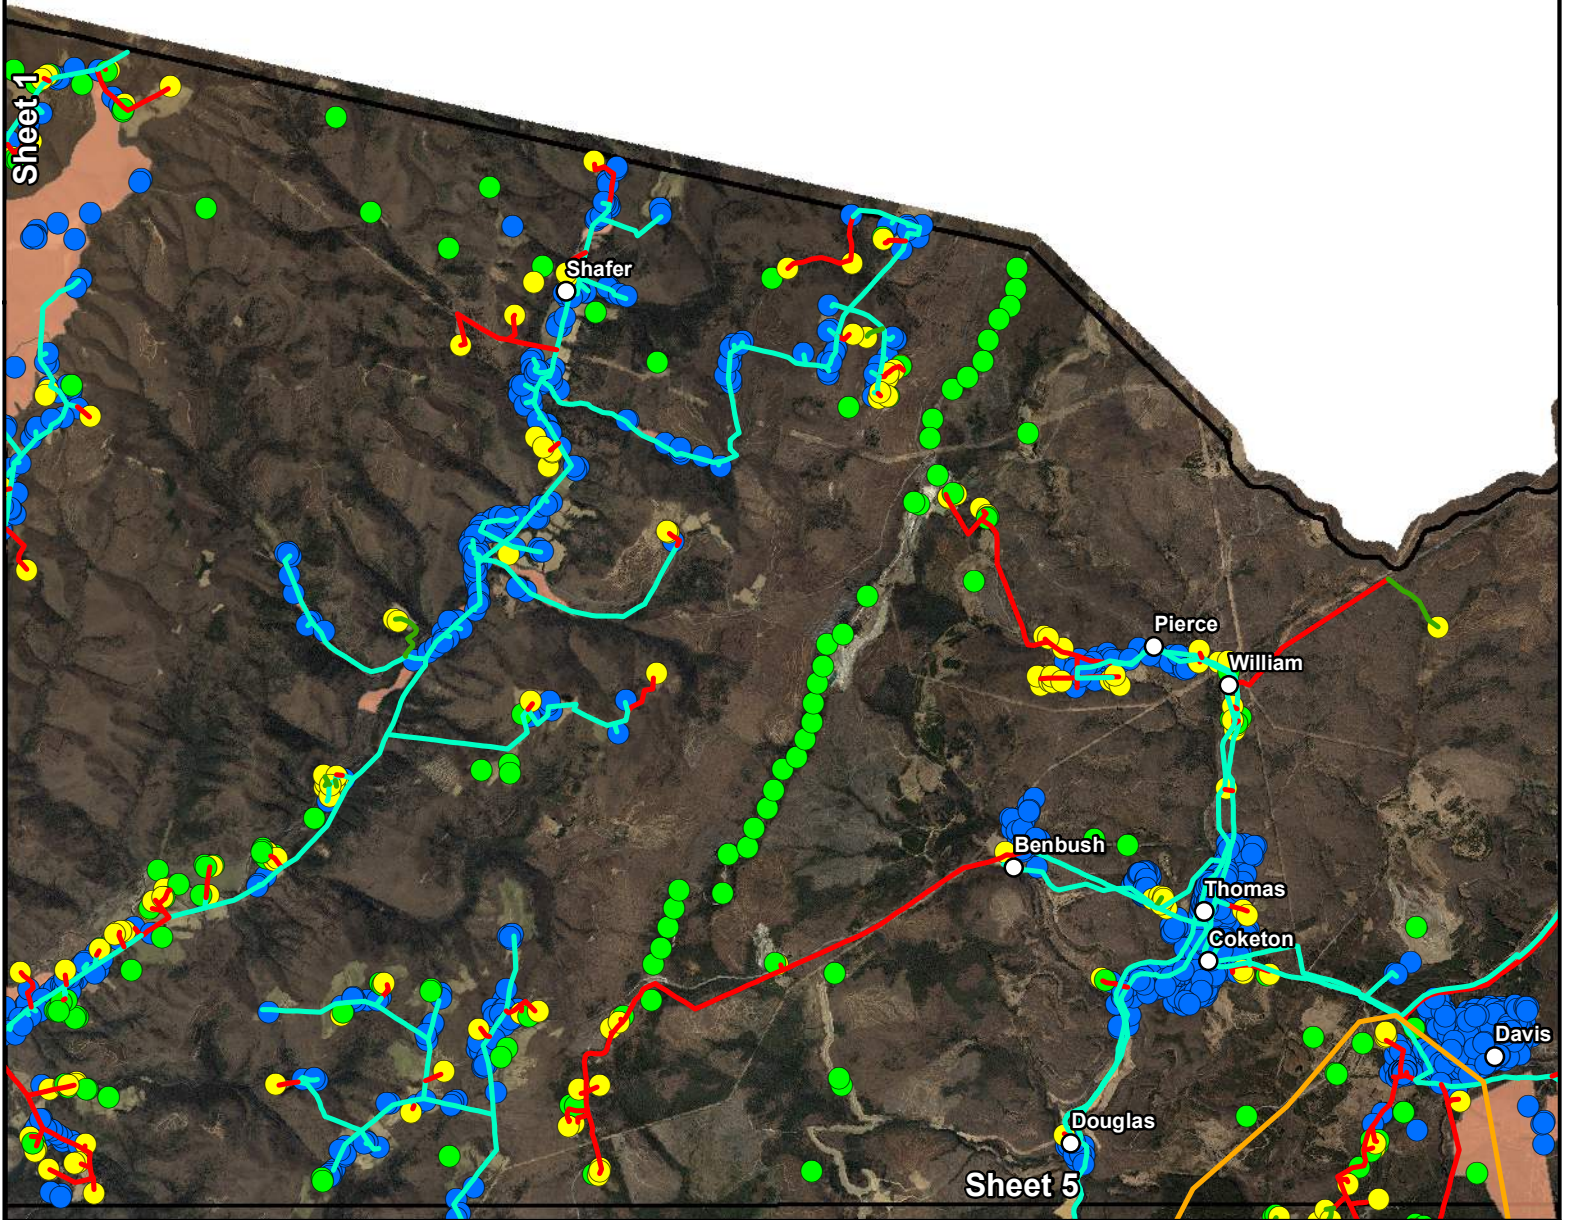 Sheet 1
Shafer
Pierce
William
Benbush
Thomas
Coketon
Davis
Douglas
Sheet 5